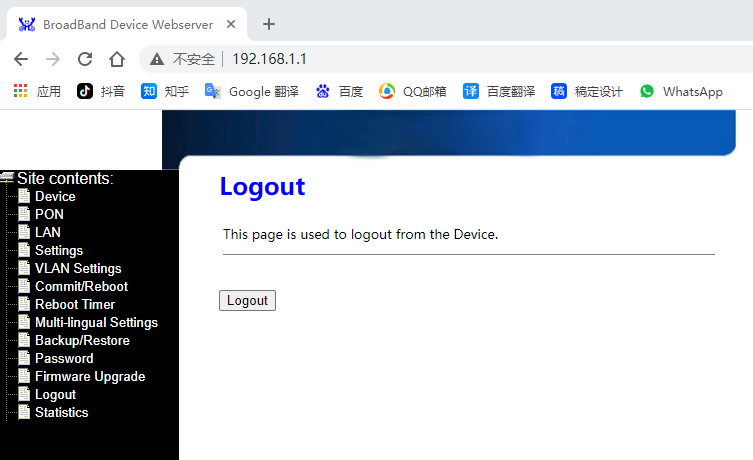 BroadBand Device Webserver
不安全 192.168.1.1
应用 抖音 知 知乎 Google 翻译 百度 QQ邮箱 译 百度翻译 稿 稿定设计 WhatsApp
Site contents:
Device
PON
LAN
Settings
VLAN Settings
Commit/Reboot
Reboot Timer
Multi-lingual Settings
Backup/Restore
Password
Firmware Upgrade
Logout
Statistics
Logout
This page is used to logout from the Device.
Logout